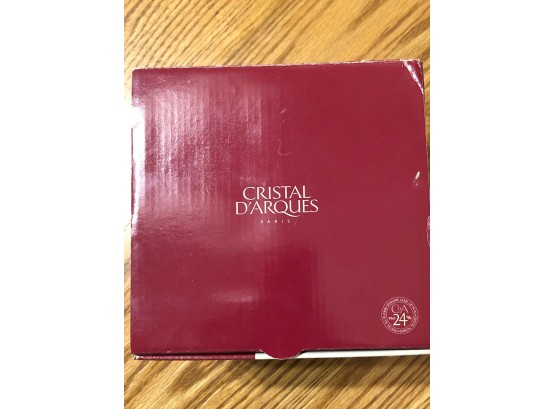 CRISTAL
D'ARQUES
PARIS
24%